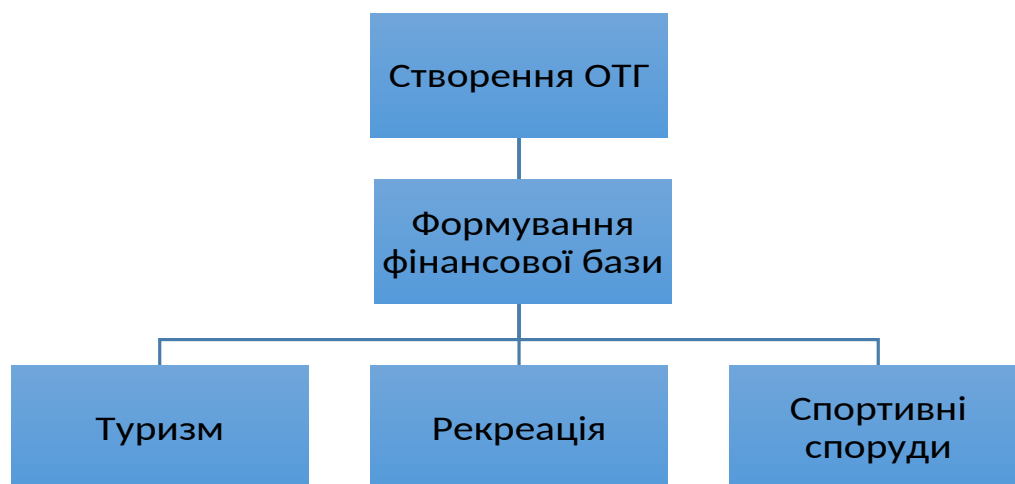 Створення ОТГ
Формування
фінансової бази
Туризм
Рекреація
Спортивні
споруди